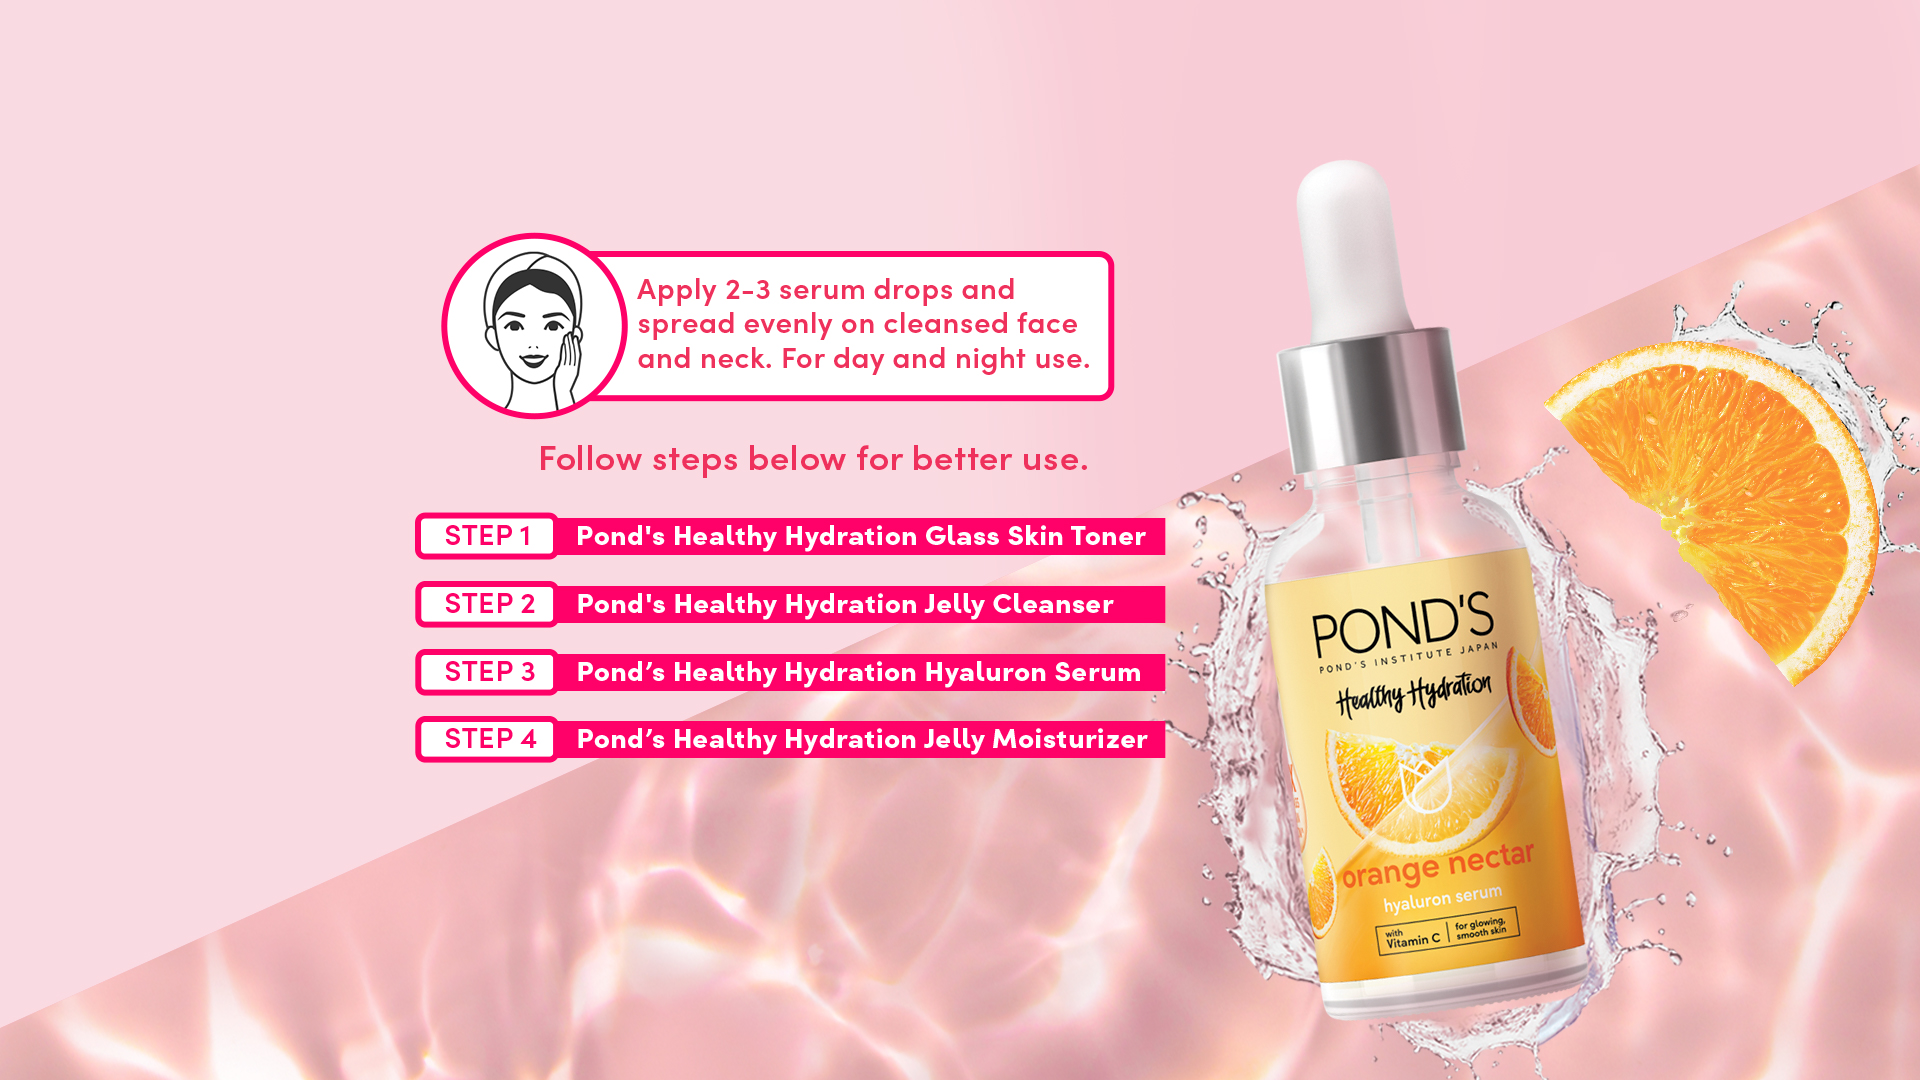 Apply 2-3 serum drops and
spread evenly on cleansed face
and neck. For day and night use.
Follow steps below for better use.
STEP 1 Pond's Healthy Hydration Glass Skin Toner
STEP 2 Pond's Healthy Hydration Jelly Cleanser
STEP 3 Pond’s Healthy Hydration Hyaluron Serum
STEP 4 Pond’s Healthy Hydration Jelly Moisturizer
POND'S
POND'S INSTITUTE JAPAN
Healthy Hydration
orange nectar
hyaluron serum
with
Vitamin C
for glowing,
smooth skin